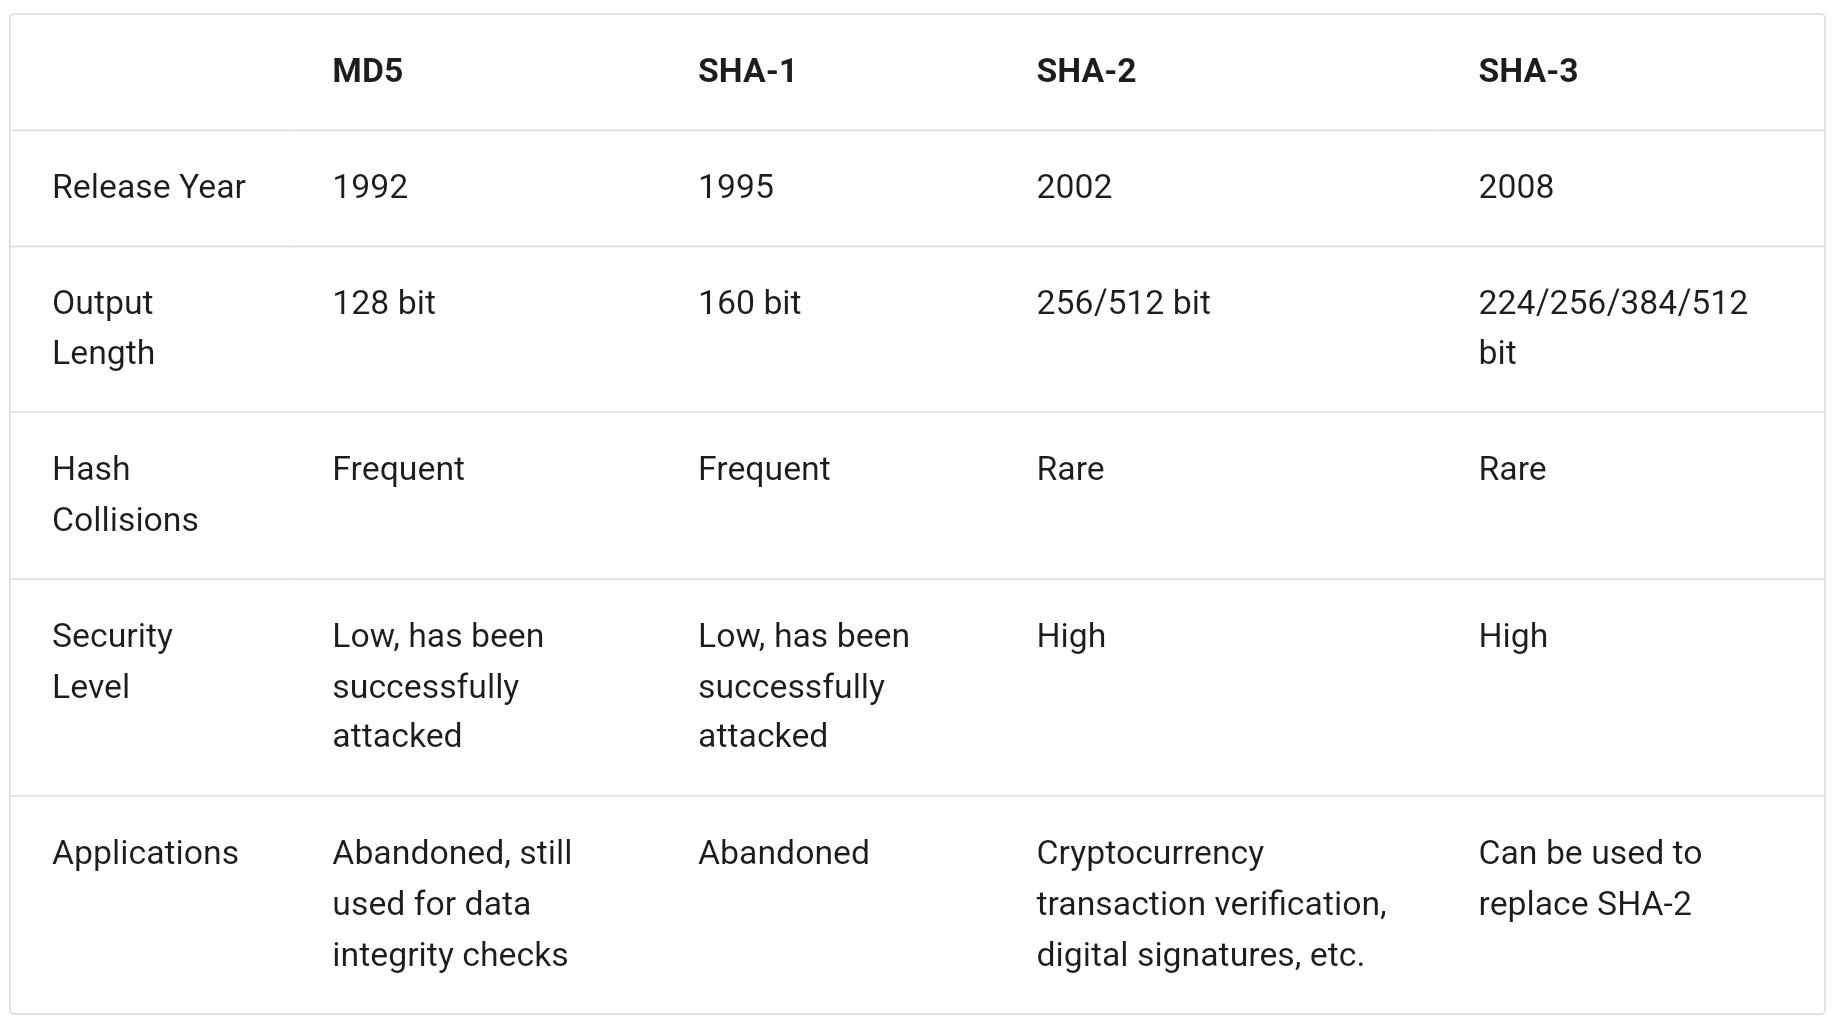 MD5 SHA-1 SHA-2 SHA-3
Release Year 1992 1995 2002 2008
Output Length 128 bit 160 bit 256/512 bit 224/256/384/512 bit
Hash Collisions Frequent Frequent Rare Rare
Security Level Low, has been successfully attacked Low, has been successfully attacked High High
Applications Abandoned, still used for data integrity checks Abandoned Cryptocurrency transaction verification, digital signatures, etc. Can be used to replace SHA-2